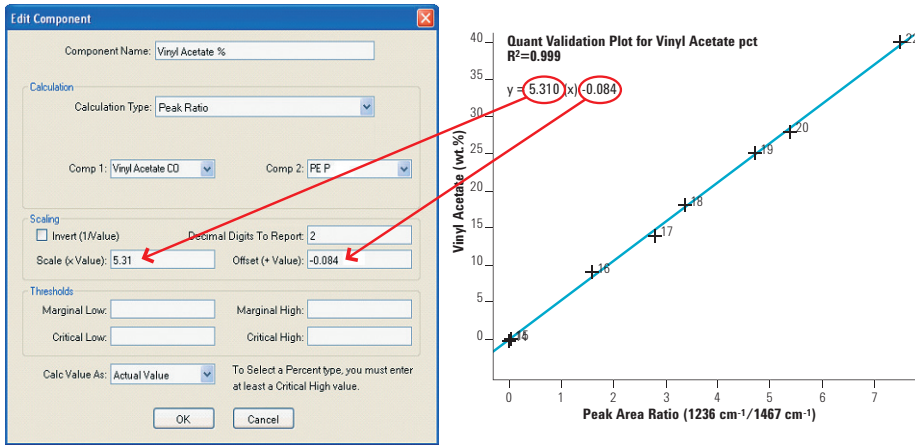 Edit Component
Component Name: Vinyl Acetate %
Calculation
Calculation Type: Peak Ratio
Comp 1: Vinyl Acetate CO Comp 2: PE P
Scaling
Invert (1/Value) Decimal Digits To Report: 2
Scale (x Value): 5.31 Offset (+ Value): -0.084
Thresholds
Marginal Low: Marginal High:
Critical Low: Critical High:
Calc Value As: Actual Value To Select a Percent type, you must enter
at least a Critical High value.
OK Cancel
Quant Validation Plot for Vinyl Acetate pct
R²=0.999
y = 5.310 (x) -0.084
Vinyl Acetate (wt.%)
40
35
30
25
20
15
10
5
0
22
20
19
18
17
16
15
0 1 2 3 4 5 6 7
Peak Area Ratio (1236 cm-1/1467 cm-1)